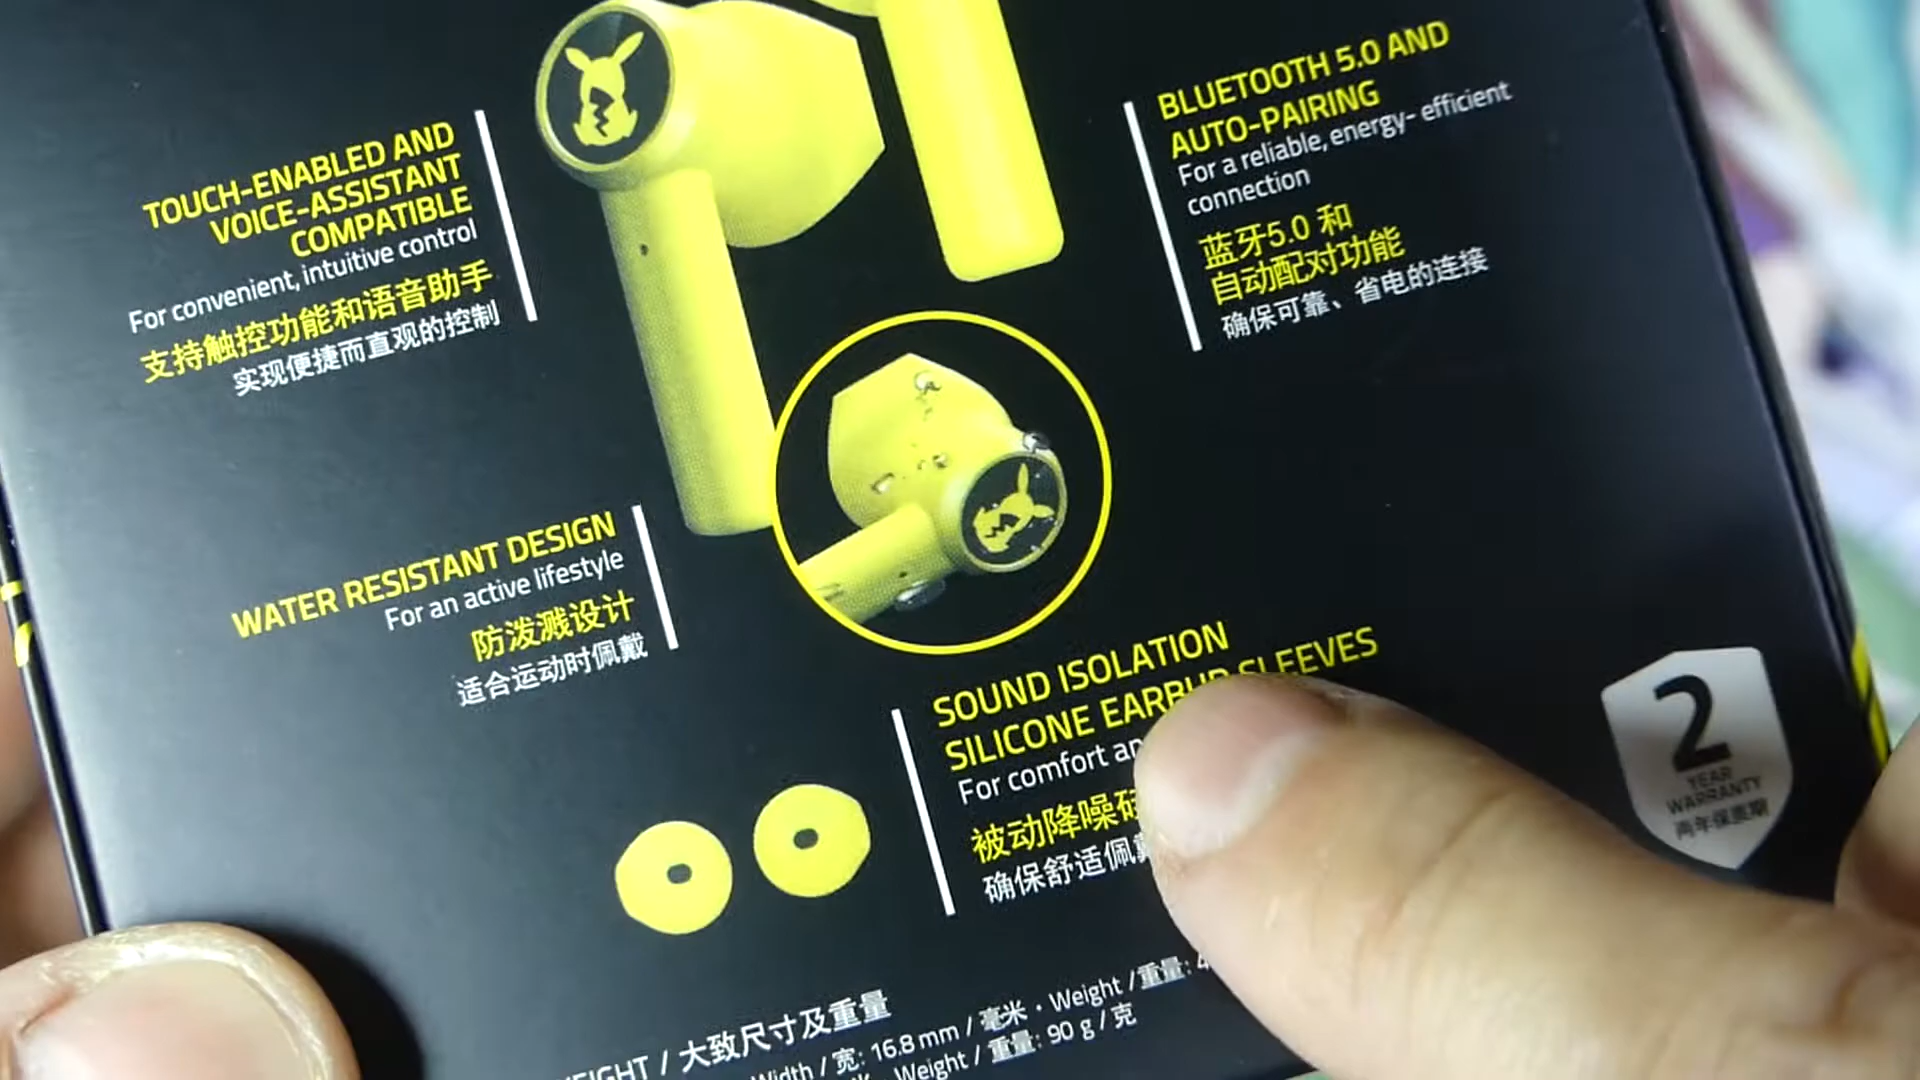 TOUCH-ENABLED AND
VOICE-ASSISTANT
COMPATIBLE
For convenient, intuitive control
支持触控功能和语音助手
实现便捷而直观的控制
BLUETOOTH 5.0 AND
AUTO-PAIRING
For a reliable, energy- efficient
connection
蓝牙5.0 和
自动配对功能
确保可靠、省电的连接
WATER RESISTANT DESIGN
For an active lifestyle
防泼溅设计
适合运动时佩戴
SOUND ISOLATION
SILICONE EARBUD SLEEVES
For comfort
被动降噪
确保舒适佩戴
2
YEAR
WARRANTY
两年保质期
/ 大致尺寸及重量
Width / 宽: 16.8 mm / 毫米 · Weight / 重量:
Weight / 重量: 90 g / 克